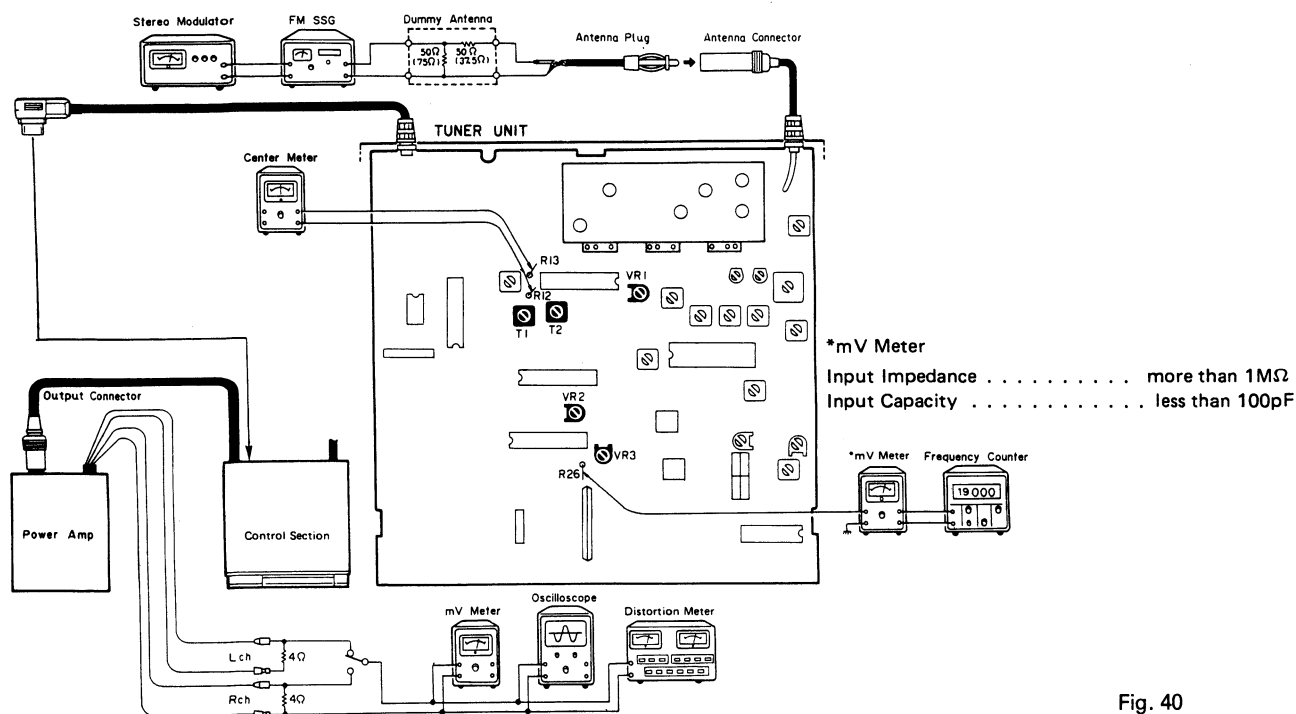 Stereo Modulator FM SSG Dummy Antenna
Antenna Plug Antenna Connector
50Ω 50Ω
(75Ω) (37.5Ω)
TUNER UNIT
Center Meter
R13
R12
VR1
T1 T2
*mV Meter
Input Impedance . . . . . . . . . . more than 1MΩ
Input Capacity . . . . . . . . . . . . less than 100pF
Output Connector
VR2
VR3
R26
*mV Meter Frequency Counter
19000
Power Amp
Control Section
mV Meter Oscilloscope Distortion Meter
Lch 4Ω
Rch 4Ω
Fig. 40